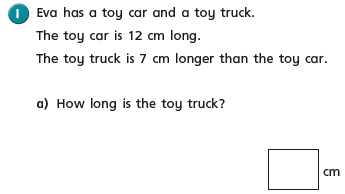 1 Eva has a toy car and a toy truck.
The toy car is 12 cm long.
The toy truck is 7 cm longer than the toy car.
a) How long is the toy truck?
cm